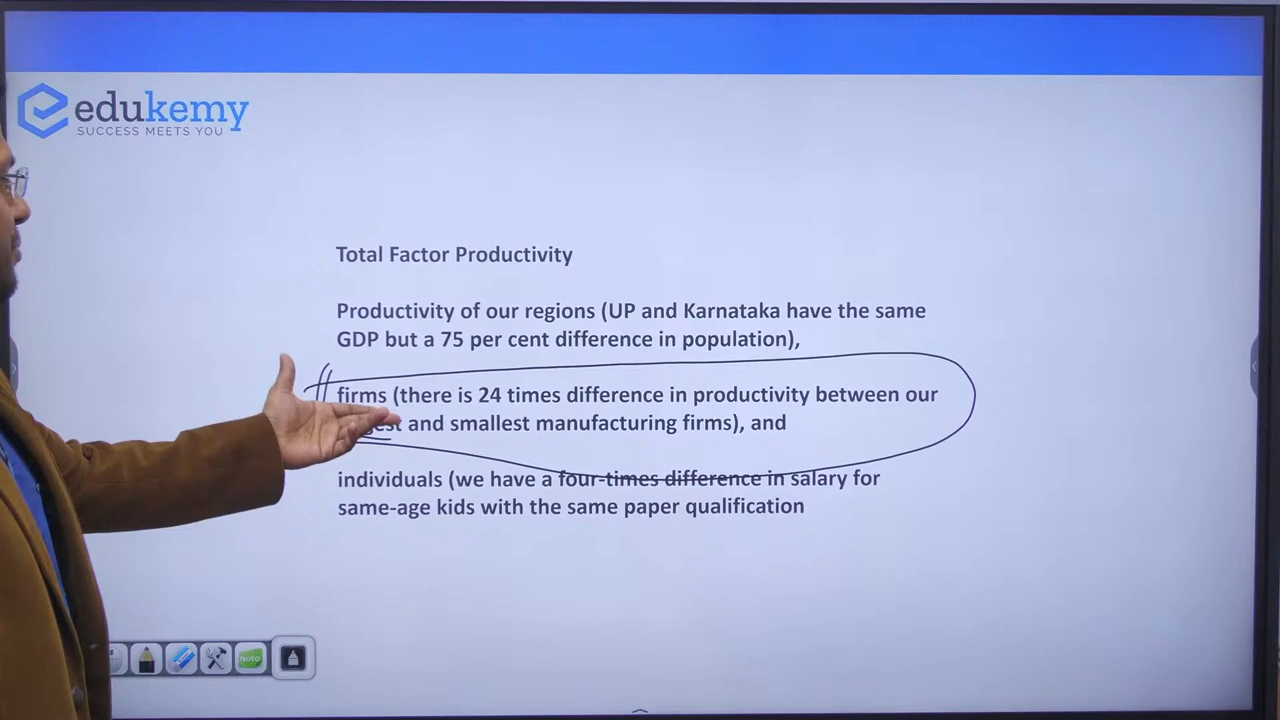 edukemy
SUCCESS MEETS YOU
Total Factor Productivity
Productivity of our regions (UP and Karnataka have the same
GDP but a 75 per cent difference in population),
firms (there is 24 times difference in productivity between our
and smallest manufacturing firms), and
individuals (we have a four-times difference in salary for
same-age kids with the same paper qualification
Note